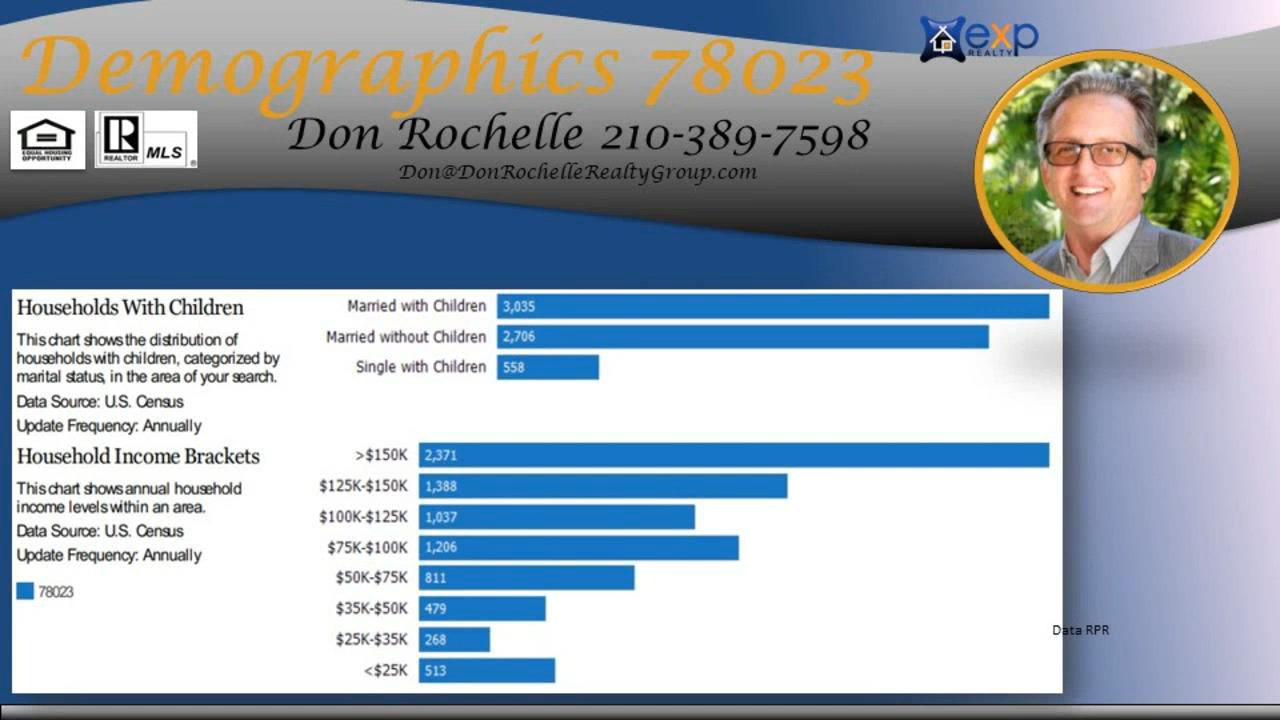 Demographics 78023
exp
REALTY
EQUAL HOUSING
OPPORTUNITY
REALTOR
MLS
®
Don Rochelle 210-389-7598
Don@DonRochelleRealtyGroup.com
Households With Children
This chart shows the distribution of
households with children, categorized by
marital status, in the area of your search.
Data Source: U.S. Census
Update Frequency: Annually
Married with Children 3,035
Married without Children 2,706
Single with Children 558
Household Income Brackets
This chart shows annual household
income levels within an area.
Data Source: U.S. Census
Update Frequency: Annually
78023
>$150K 2,371
$125K-$150K 1,388
$100K-$125K 1,037
$75K-$100K 1,206
$50K-$75K 811
$35K-$50K 479
$25K-$35K 268
<$25K 513
Data RPR